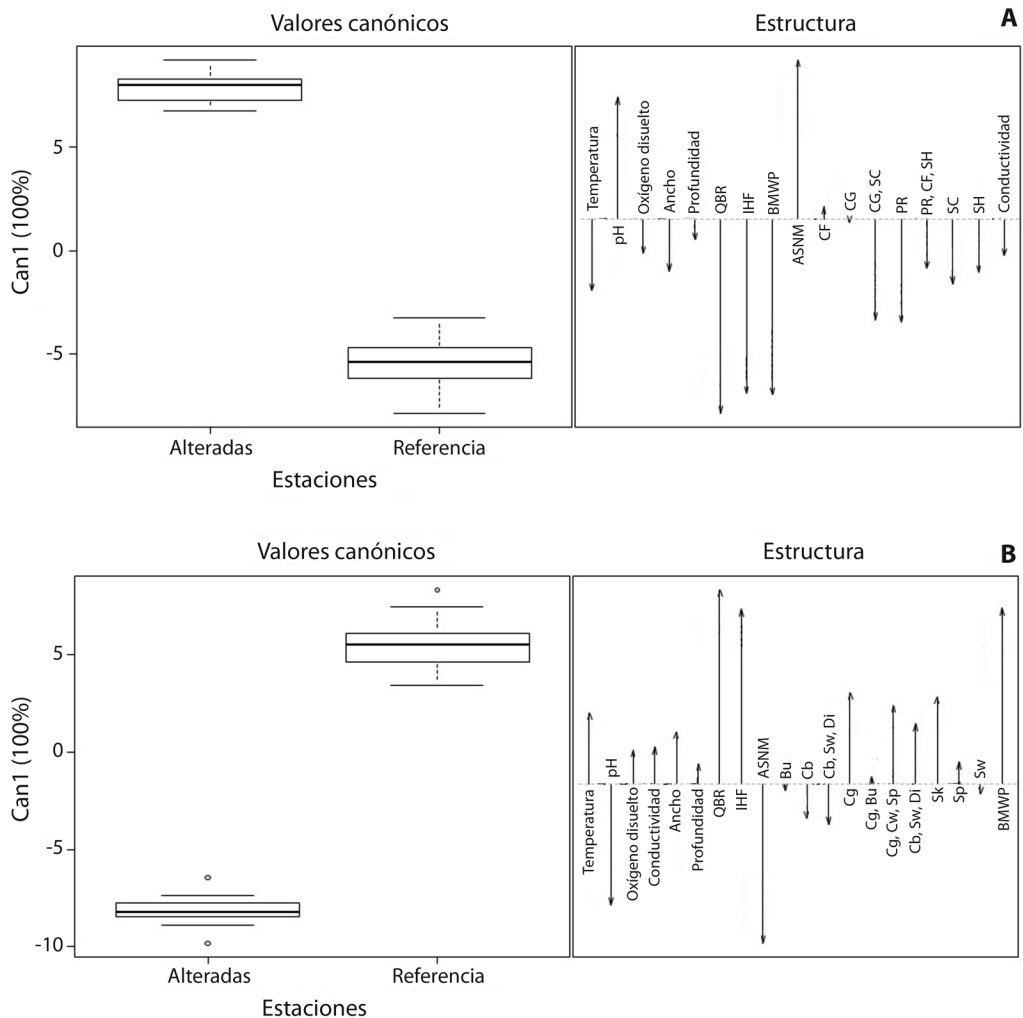 Valores canónicos
Estructura
A
Can1 (100%)
5
0
-5
Alteradas
Referencia
Estaciones
Temperatura
pH
Oxígeno disuelto
Ancho
Profundidad
QBR
IHF
BMWP
ASNM
CF
CG
CG, SC
PR
PR, CF, SH
SC
SH
Conductividad
Valores canónicos
Estructura
B
Can1 (100%)
5
0
-5
-10
Alteradas
Referencia
Estaciones
Temperatura
pH
Oxígeno disuelto
Conductividad
Ancho
Profundidad
QBR
IHF
ASNM
Bu
Cb
Cb, Sw, Di
Cg
Cg, Bu
Cg, Cw, Sp
Cb, Sw, Di
Sk
Sp
Sw
BMWP